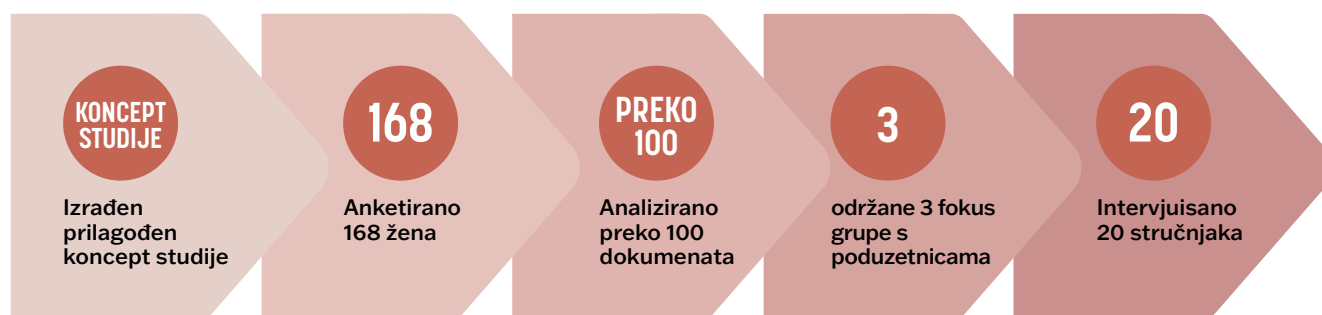 KONCEPT
STUDIJE
Izrađen
prilagođen
koncept studije
168
Anketirano
168 žena
PREKO
100
Analizirano
preko 100
dokumenata
3
održane 3 fokus
grupe s
poduzetnicama
20
Intervjuisano
20 stručnjaka